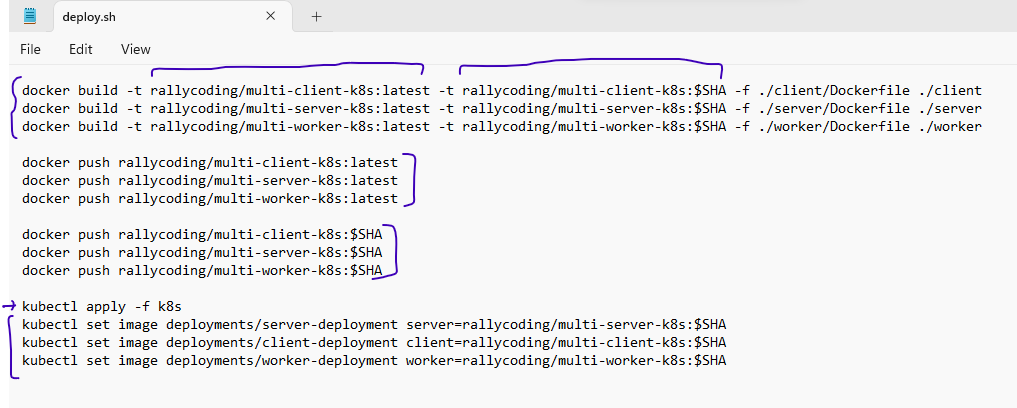 deploy.sh
File Edit View
docker build -t rallycoding/multi-client-k8s:latest -t rallycoding/multi-client-k8s:$SHA -f ./client/Dockerfile ./client
docker build -t rallycoding/multi-server-k8s:latest -t rallycoding/multi-server-k8s:$SHA -f ./server/Dockerfile ./server
docker build -t rallycoding/multi-worker-k8s:latest -t rallycoding/multi-worker-k8s:$SHA -f ./worker/Dockerfile ./worker
docker push rallycoding/multi-client-k8s:latest
docker push rallycoding/multi-server-k8s:latest
docker push rallycoding/multi-worker-k8s:latest
docker push rallycoding/multi-client-k8s:$SHA
docker push rallycoding/multi-server-k8s:$SHA
docker push rallycoding/multi-worker-k8s:$SHA
kubectl apply -f k8s
kubectl set image deployments/server-deployment server=rallycoding/multi-server-k8s:$SHA
kubectl set image deployments/client-deployment client=rallycoding/multi-client-k8s:$SHA
kubectl set image deployments/worker-deployment worker=rallycoding/multi-worker-k8s:$SHA